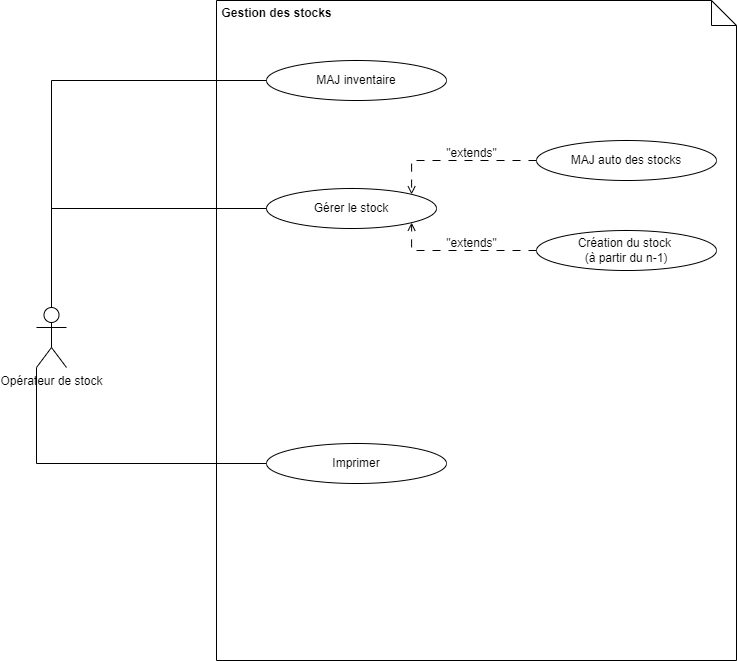 Gestion des stocks
MAJ inventaire
"extends"
MAJ auto des stocks
Gérer le stock
"extends"
Création du stock
(à partir du n-1)
Opérateur de stock
Imprimer